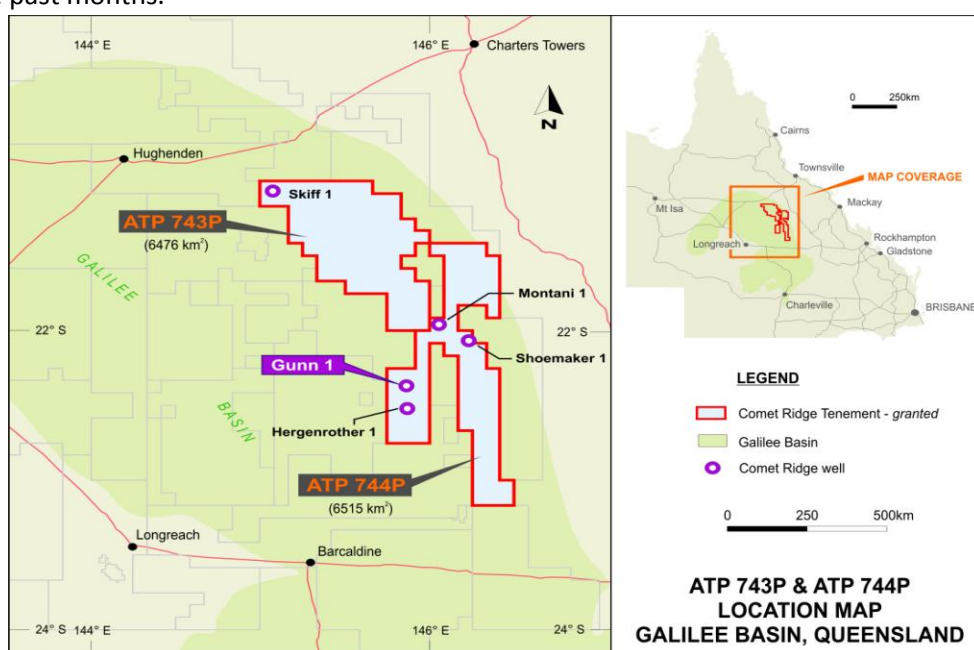 past months.
144° E
146° E
Charters Towers
N
Hughenden
Skiff 1
ATP 743P
(6476 km²)
GALILEE
Montani 1
22° S
22° S
Shoemaker 1
Gunn 1
BASIN
Hergenrother 1
ATP 744P
(6515 km²)
Longreach
Barcaldine
24° S
144° E
146° E
24° S
0 250km
Cairns
Townsville
MAP COVERAGE
Mt Isa
Mackay
Longreach
Rockhampton
Gladstone
Charleville
BRISBANE
LEGEND
Comet Ridge Tenement - granted
Galilee Basin
Comet Ridge well
0 250 500km
ATP 743P & ATP 744P
LOCATION MAP
GALILEE BASIN, QUEENSLAND